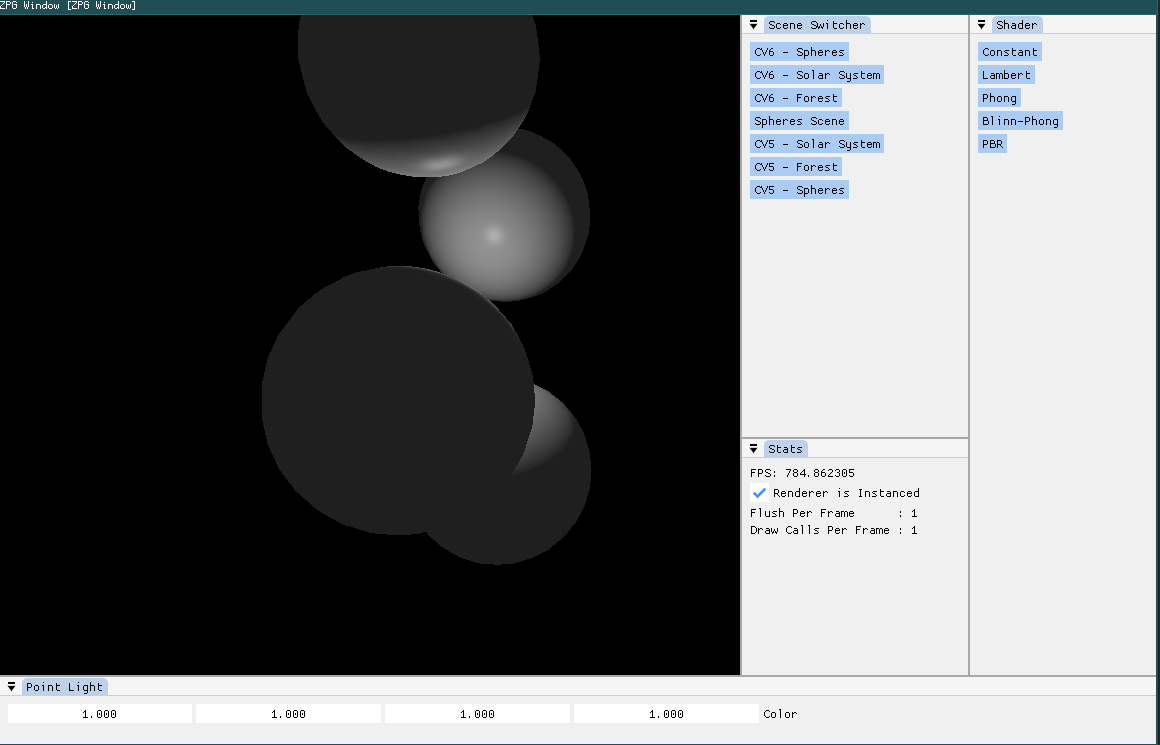 ZPG Window [ZPG Window]
Scene Switcher
CV6 - Spheres
CV6 - Solar System
CV6 - Forest
Spheres Scene
CV5 - Solar System
CV5 - Forest
CV5 - Spheres
Shader
Constant
Lambert
Phong
Blinn-Phong
PBR
Stats
FPS: 784.862305
Renderer is Instanced
Flush Per Frame : 1
Draw Calls Per Frame : 1
Point Light
1.000 1.000 1.000 1.000 Color